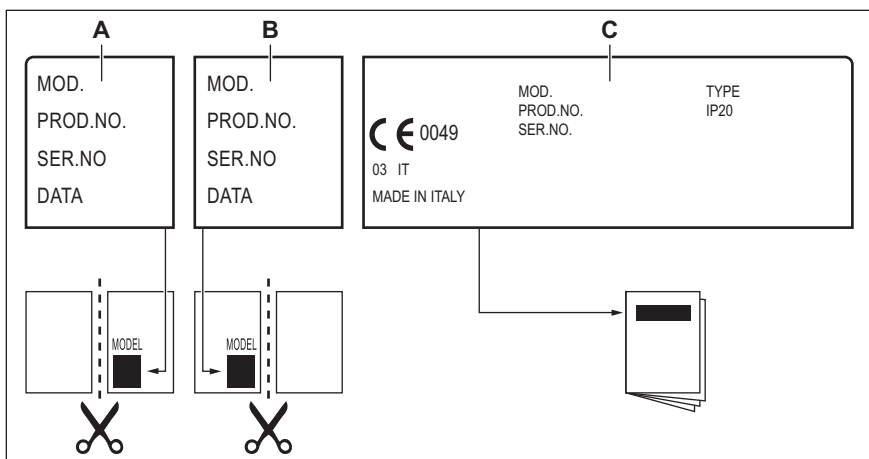 A
B
C
MOD.
PROD.NO.
SER.NO
DATA
MOD.
PROD.NO.
SER.NO
DATA
MOD.
PROD.NO.
SER.NO.
TYPE
IP20
CE 0049
03 IT
MADE IN ITALY
MODEL
MODEL